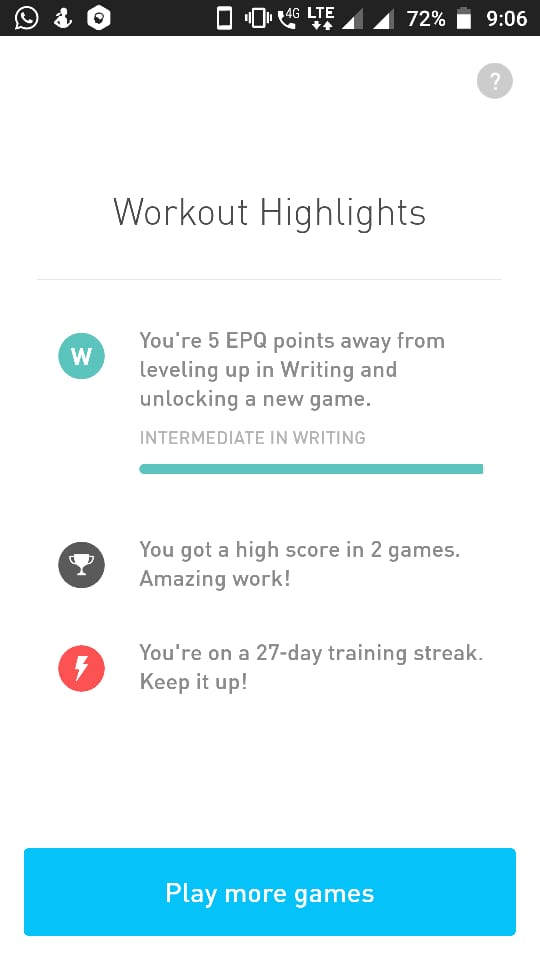 4G LTE 72% 9:06
?
Workout Highlights
W
You're 5 EPQ points away from
leveling up in Writing and
unlocking a new game.
INTERMEDIATE IN WRITING
You got a high score in 2 games.
Amazing work!
You're on a 27-day training streak.
Keep it up!
Play more games